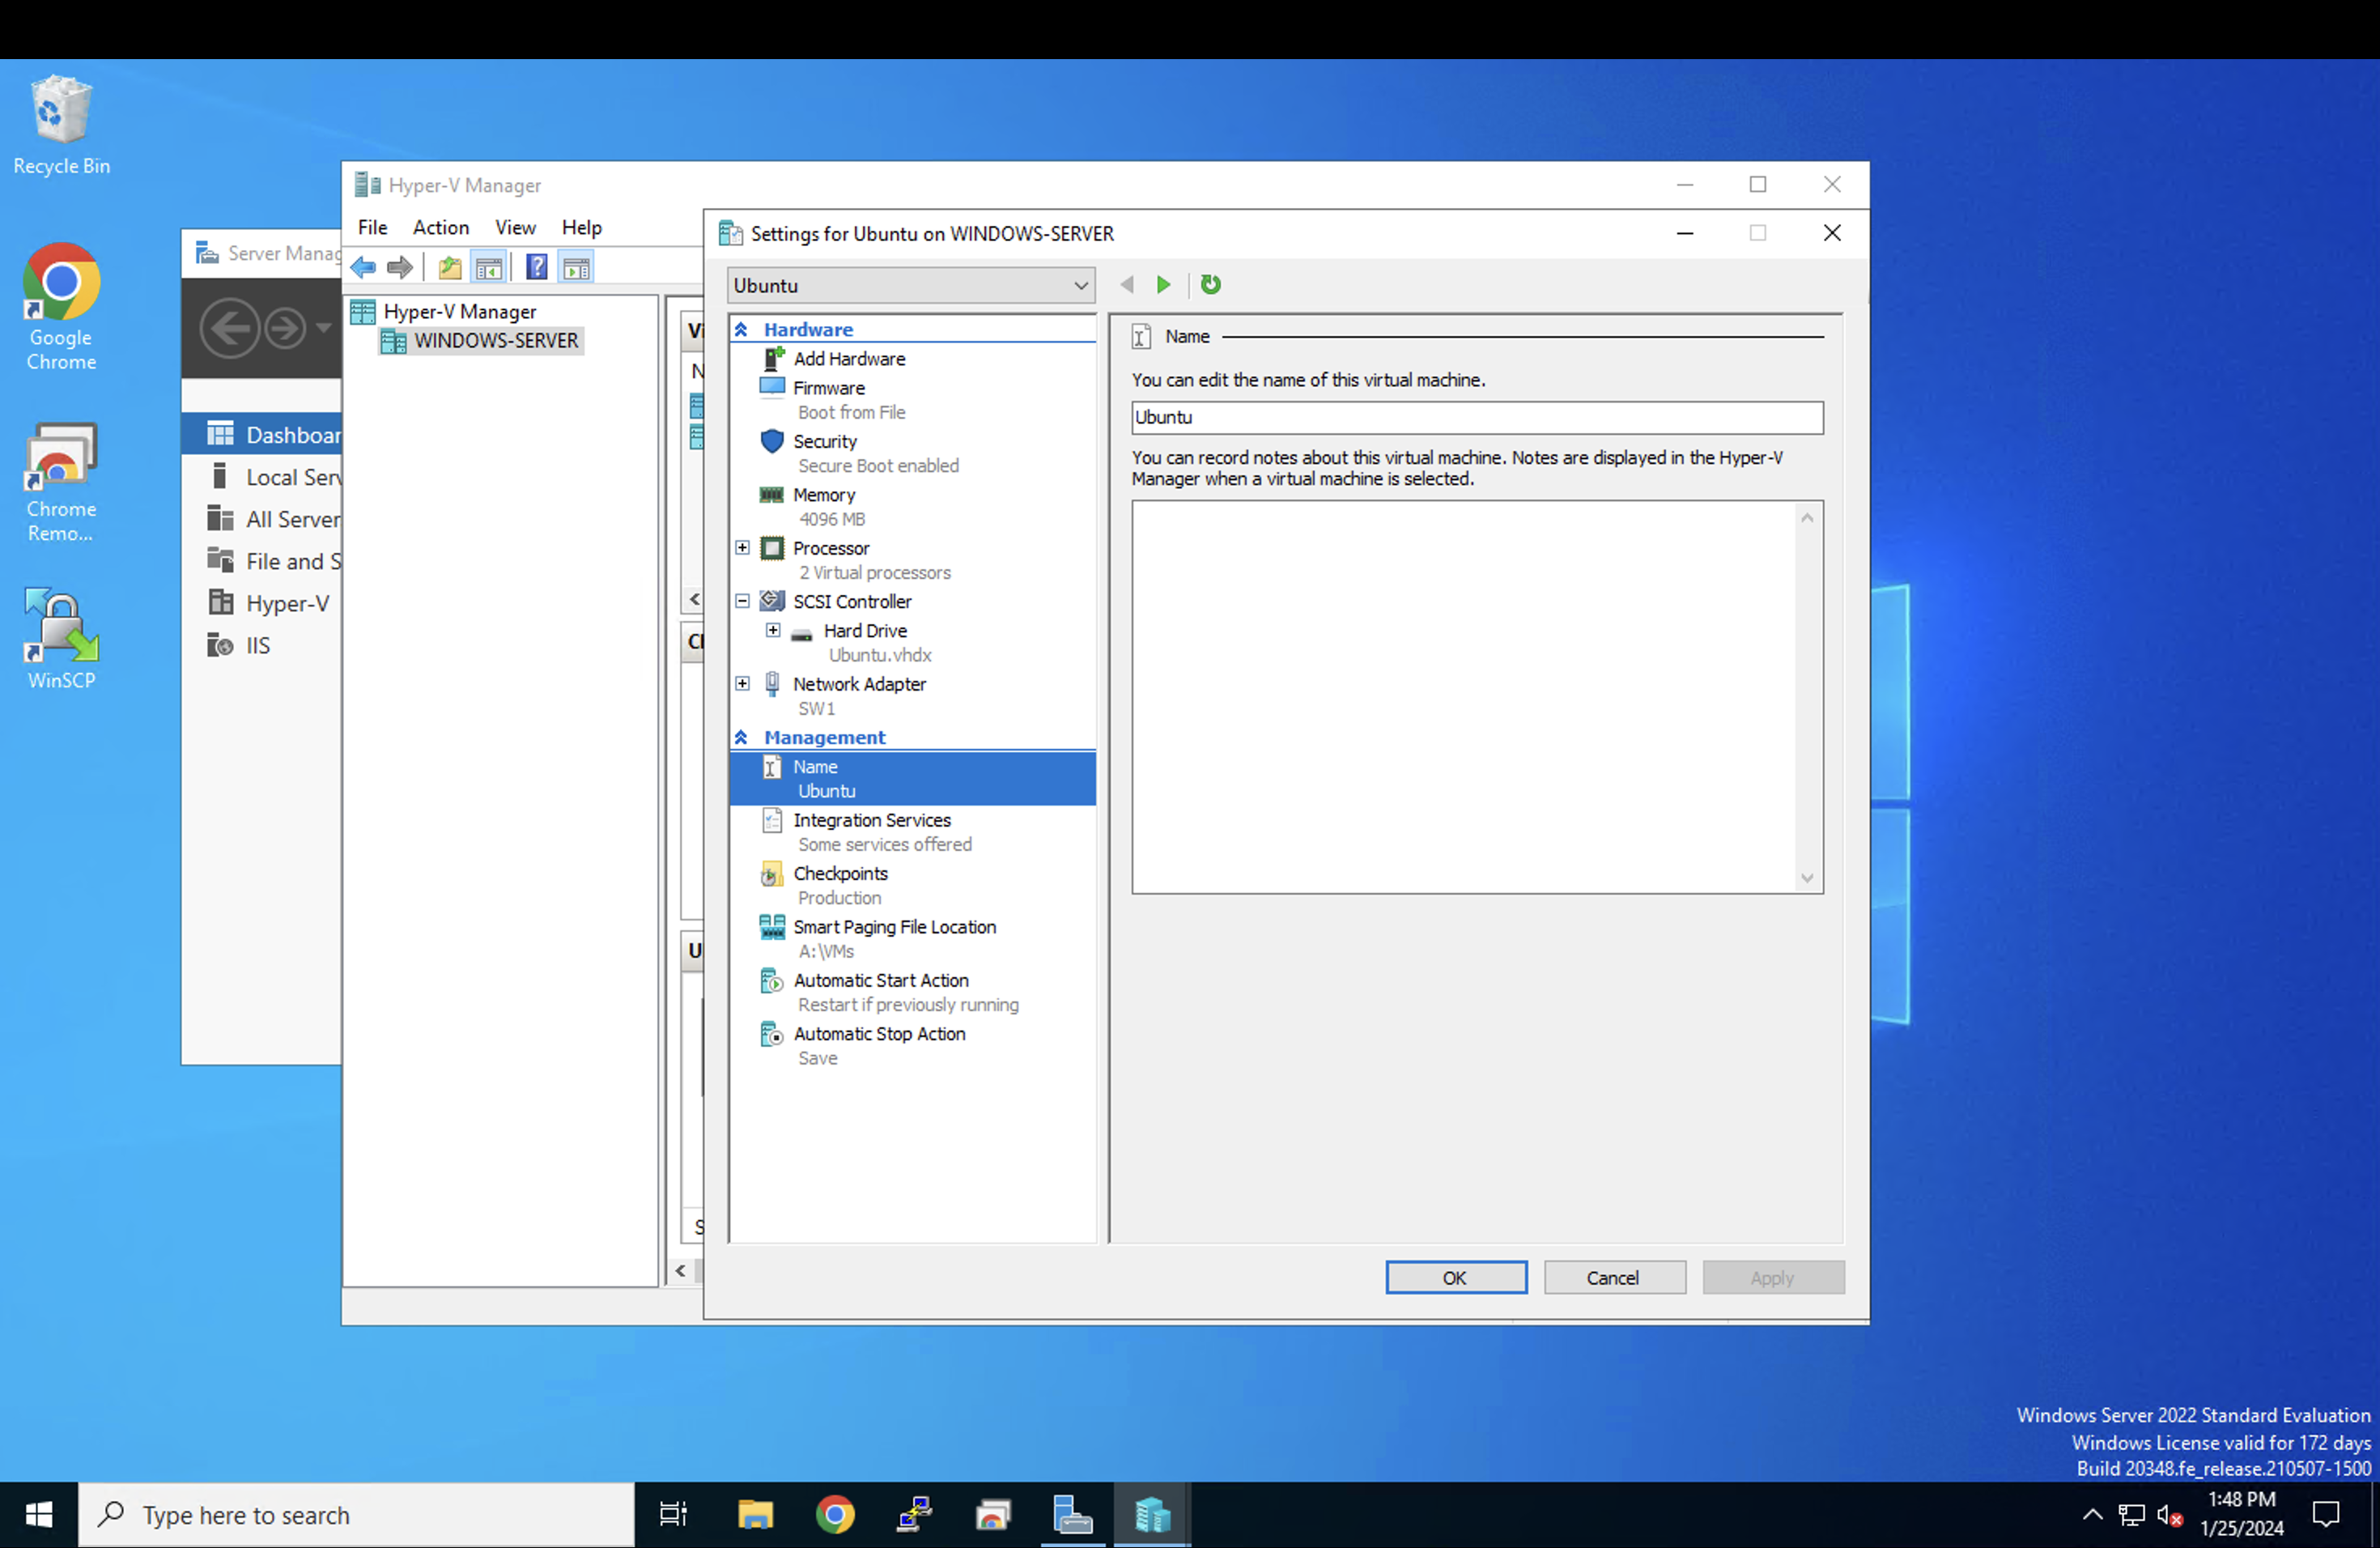 Recycle Bin
Google
Chrome
Chrome
Remo...
WinSCP
Server Manag
Dashboar
Local Serv
All Server
File and S
Hyper-V
IIS
Hyper-V Manager
File Action View Help
Hyper-V Manager
WINDOWS-SERVER
Vi
N
Cl
U
S
Settings for Ubuntu on WINDOWS-SERVER
Ubuntu
Hardware
Add Hardware
Firmware
Boot from File
Security
Secure Boot enabled
Memory
4096 MB
Processor
2 Virtual processors
SCSI Controller
Hard Drive
Ubuntu.vhdx
Network Adapter
SW1
Management
Name
Ubuntu
Integration Services
Some services offered
Checkpoints
Production
Smart Paging File Location
A:\VMs
Automatic Start Action
Restart if previously running
Automatic Stop Action
Save
Name
You can edit the name of this virtual machine.
Ubuntu
You can record notes about this virtual machine. Notes are displayed in the Hyper-V
Manager when a virtual machine is selected.
OK Cancel Apply
Windows Server 2022 Standard Evaluation
Windows License valid for 172 days
Build 20348.fe_release.210507-1500
Type here to search
1:48 PM
1/25/2024